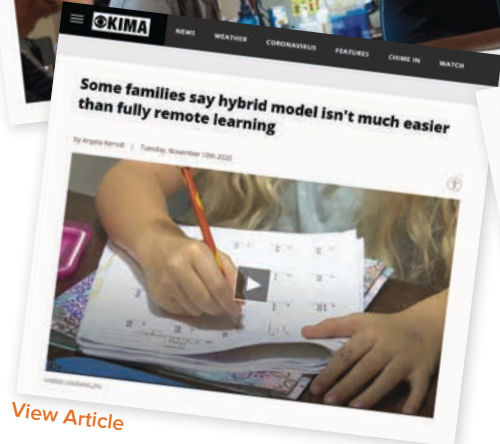 KIMA
NEWS WEATHER CORONAVIRUS FEATURES CHIME IN WATCH
Some families say hybrid model isn't much easier
than fully remote learning
by Angela | Tuesday, November 10th 2020
View Article